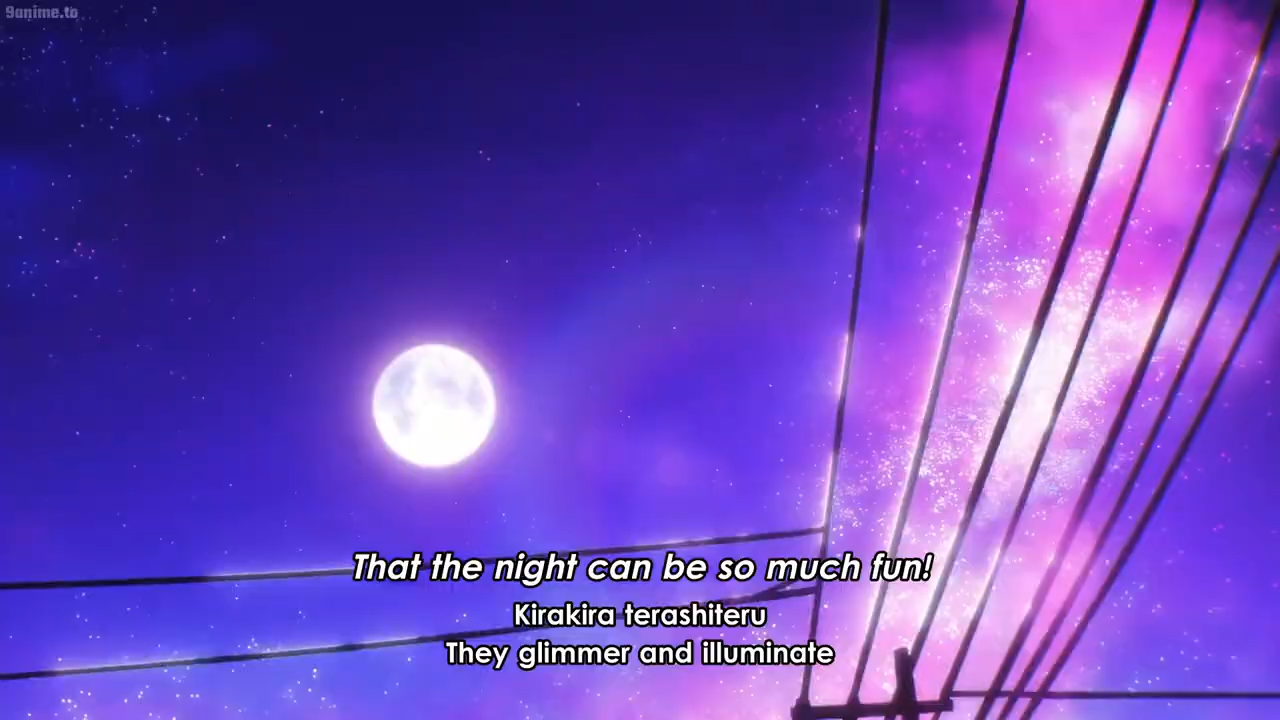 9anime.to
That the night can be so much fun!
Kirakira terashiteru
They glimmer and illuminate